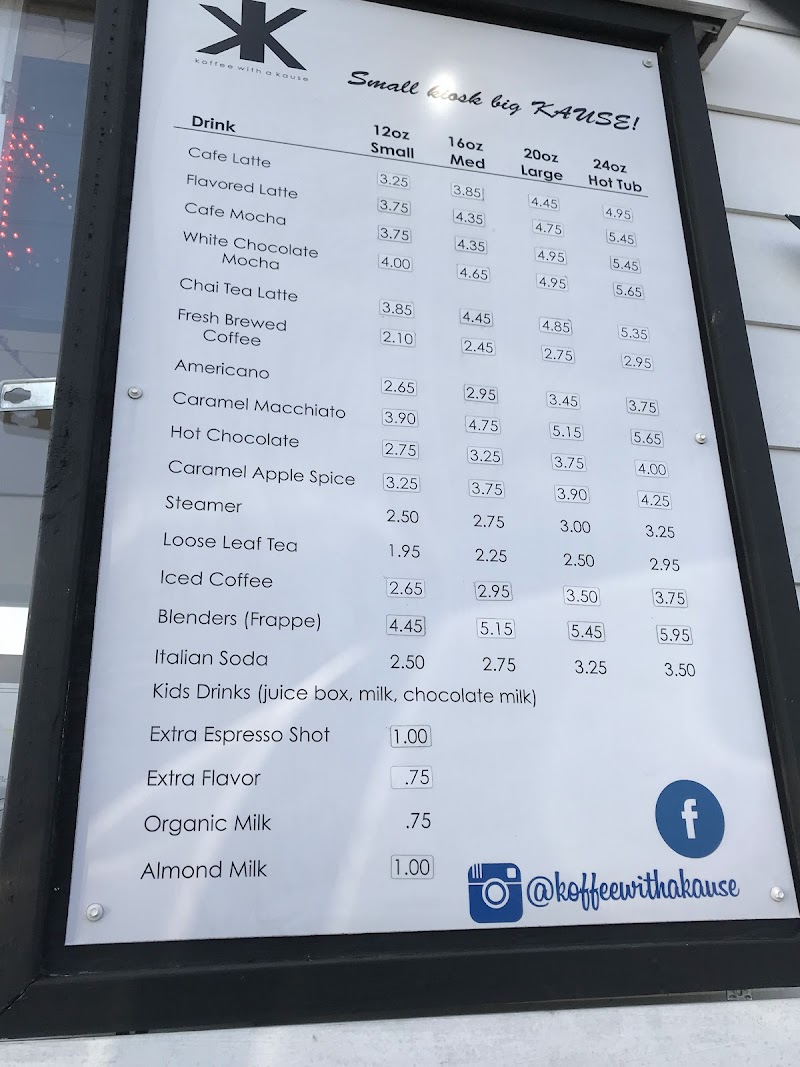 koffee with a kause
Small kiosk big KAUSE!
Drink 12oz Small 16oz Med 20oz Large 24oz Hot Tub
Cafe Latte 3.25 3.85 4.45 4.95
Flavored Latte 3.75 4.35 4.75 5.45
Cafe Mocha 3.75 4.35 4.95 5.45
White Chocolate Mocha 4.00 4.65 4.95 5.65
Chai Tea Latte 3.85 4.45 4.85 5.35
Fresh Brewed Coffee 2.10 2.45 2.75 2.95
Americano 2.65 2.95 3.45 3.75
Caramel Macchiato 3.90 4.75 5.15 5.65
Hot Chocolate 2.75 3.25 3.75 4.00
Caramel Apple Spice 3.25 3.75 3.90 4.25
Steamer 2.50 2.75 3.00 3.25
Loose Leaf Tea 1.95 2.25 2.50 2.95
Iced Coffee 2.65 2.95 3.50 3.75
Blenders (Frappe) 4.45 5.15 5.45 5.95
Italian Soda 2.50 2.75 3.25 3.50
Kids Drinks (juice box, milk, chocolate milk)
Extra Espresso Shot 1.00
Extra Flavor .75
Organic Milk .75
Almond Milk 1.00
@koffeewithakause